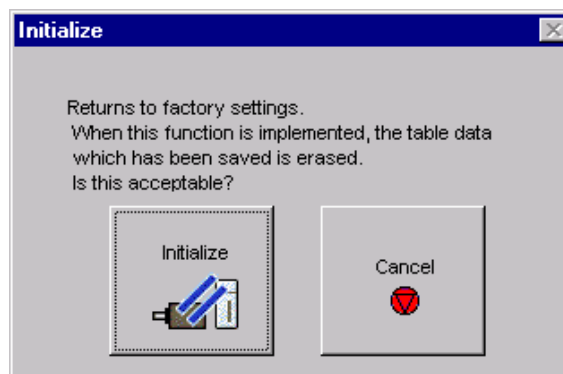 Initialize
Returns to factory settings.
When this function is implemented, the table data
which has been saved is erased.
Is this acceptable?
Initialize
Cancel